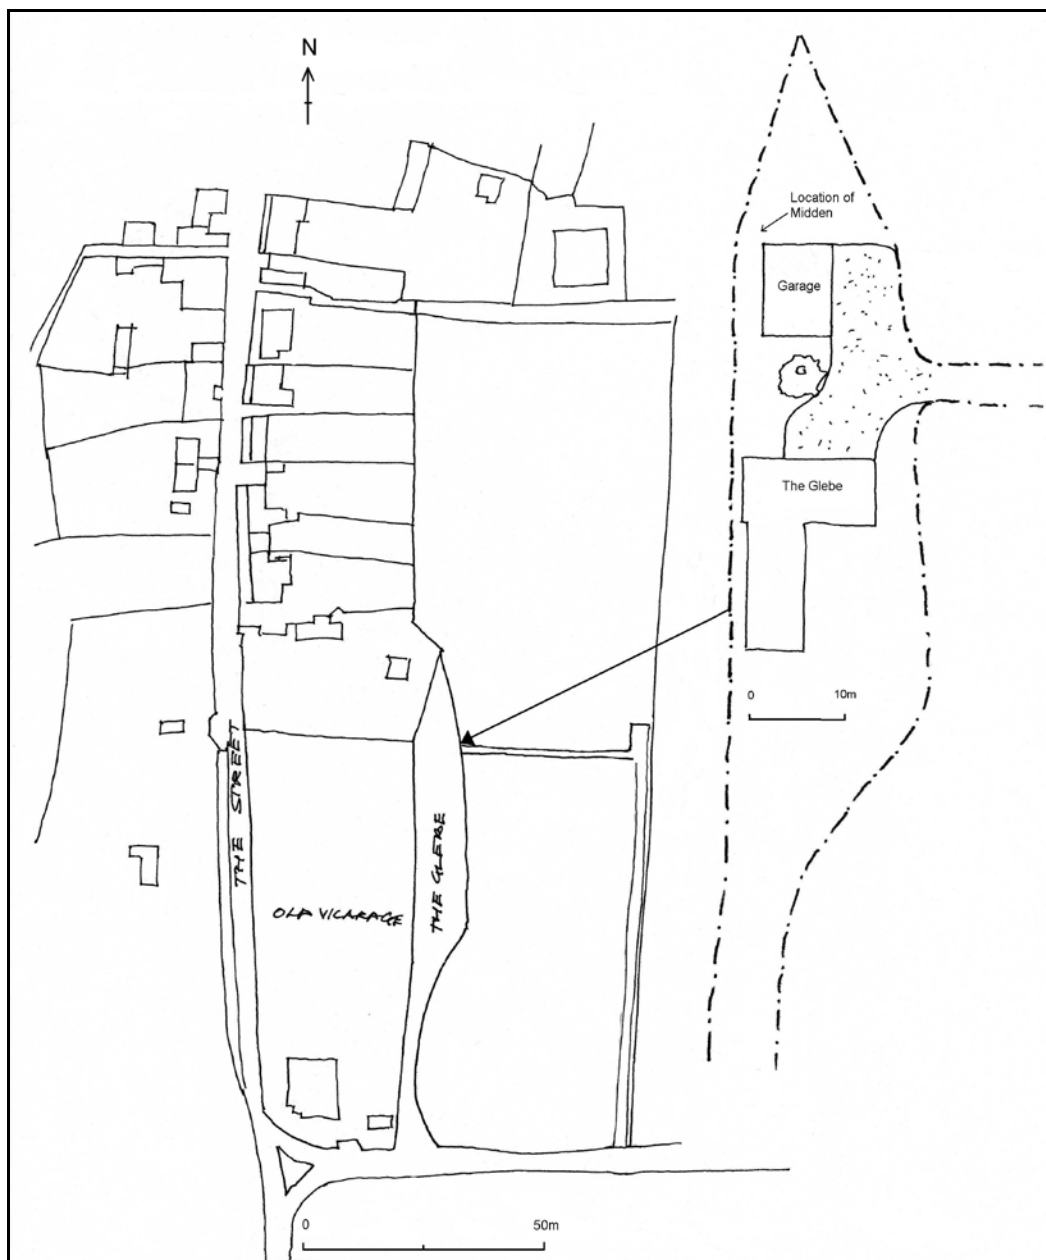 N
Location of
Midden
Garage
G
The Glebe
0 10m
THE STREET
THE GLEBE
OLD VICARAGE
0 50m